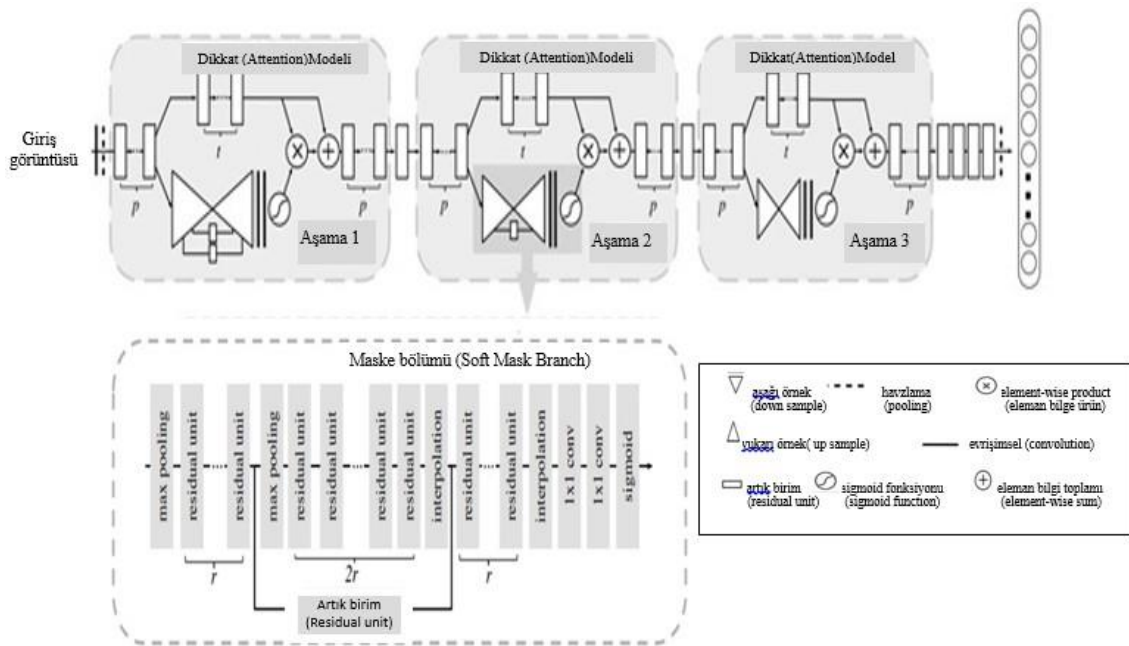 Dikkat (Attention)Modeli
Dikkat (Attention)Modeli
Dikkat(Attention)Model
Giriş
görüntüsü
t
t
t
p
p
p
p
p
p
Aşama 1
Aşama 2
Aşama 3
Maske bölümü (Soft Mask Branch)
max pooling
residual unit
...
residual unit
max pooling
residual unit
residual unit
...
residual unit
residual unit
interpolation
residual unit
...
residual unit
interpolation
1x1 conv
1x1 conv
sigmoid
r
2r
r
Artık birim
(Residual unit)
aşağı örnek
(down sample)
havzlama
(pooling)
element-wise product
(eleman bilge ürün)
yukarı örnek( up sample)
evrişimsel (convolution)
artık birim
(residual unit)
sigmoid fonksiyonu
(sigmoid function)
eleman bilgi toplamı
(element-wise sum)